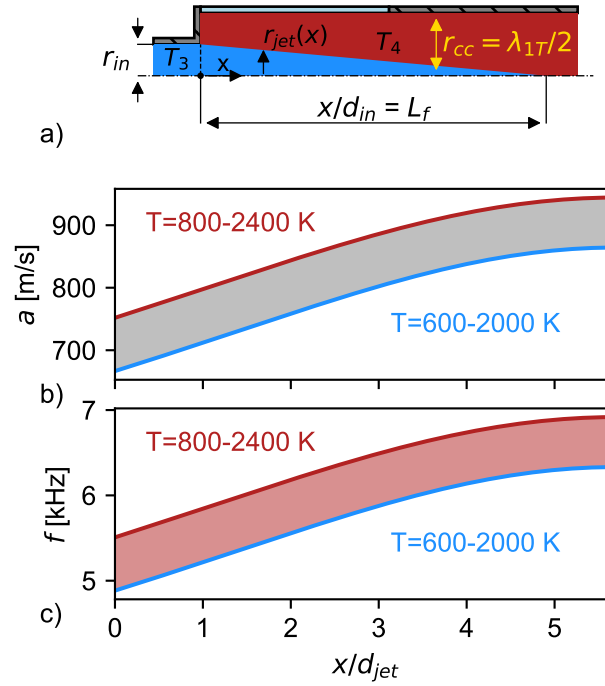 r_in
T_3
x
r_jet(x)
T_4
r_cc = λ_1T/2
x/d_in = L_f
a)
900
800
700
a [m/s]
T=800-2400 K
T=600-2000 K
b)
7
6
5
f [kHz]
T=800-2400 K
T=600-2000 K
c)
0
1
2
3
4
5
x/d_jet